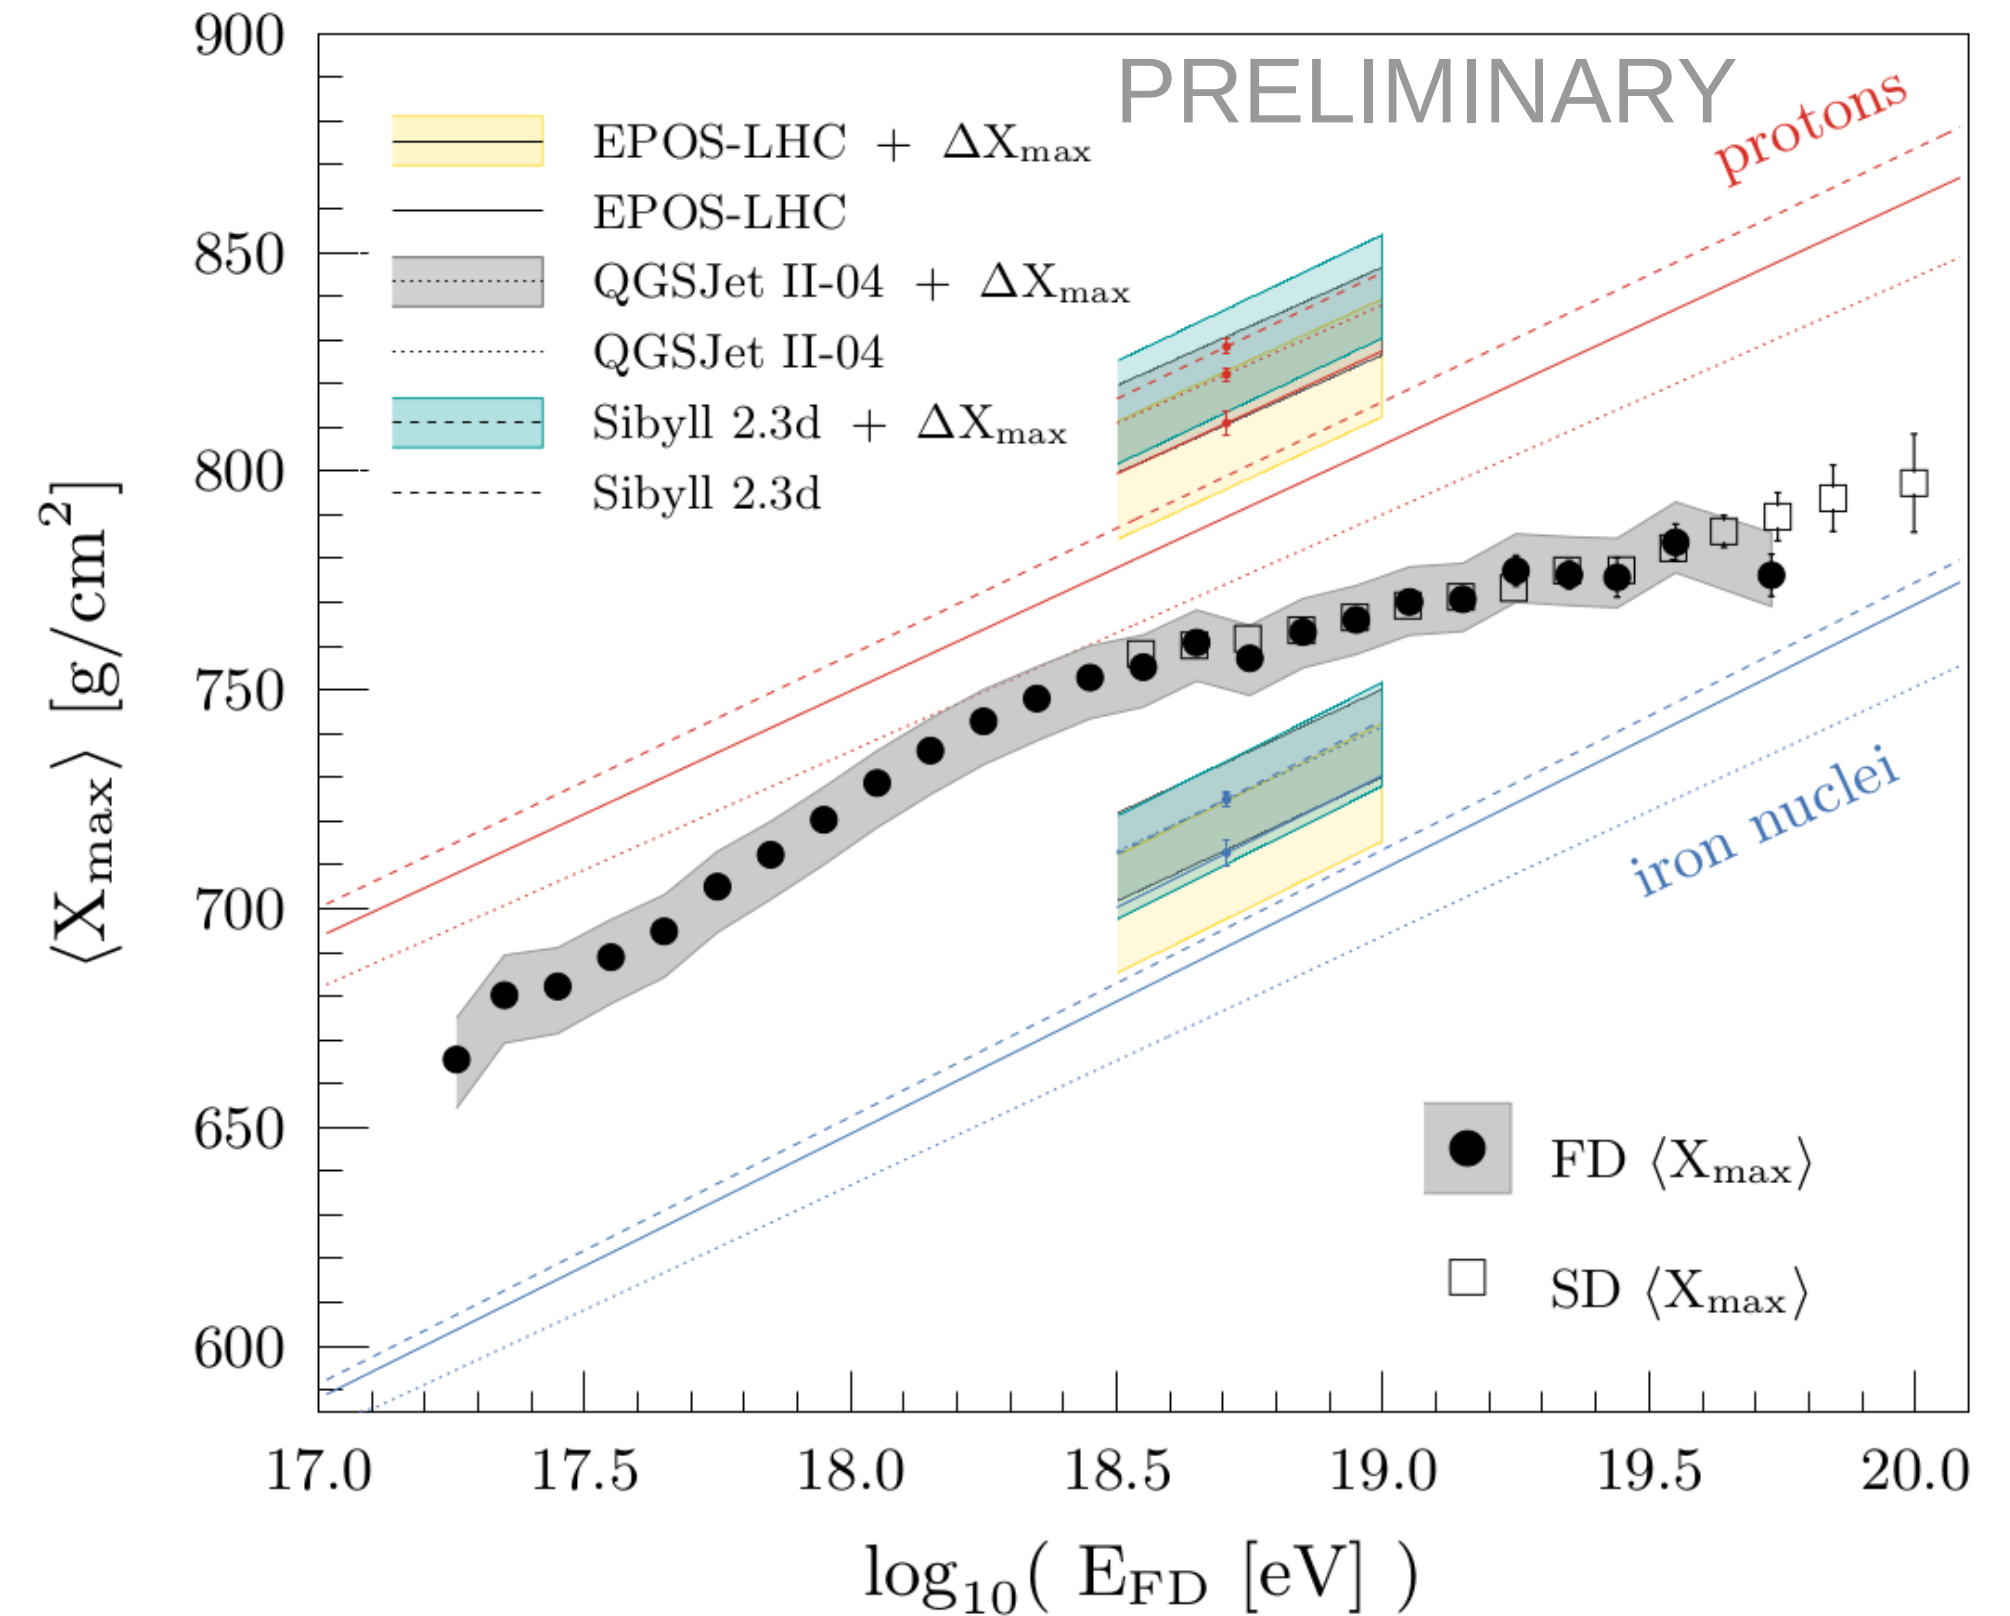 900
850
800
750
700
650
600
⟨Xmax⟩ [g/cm²]
PRELIMINARY
protons
EPOS-LHC + ΔXmax
EPOS-LHC
QGSJet II-04 + ΔXmax
QGSJet II-04
Sibyll 2.3d + ΔXmax
Sibyll 2.3d
iron nuclei
FD ⟨Xmax⟩
SD ⟨Xmax⟩
17.0 17.5 18.0 18.5 19.0 19.5 20.0
log₁₀( EFD [eV] )